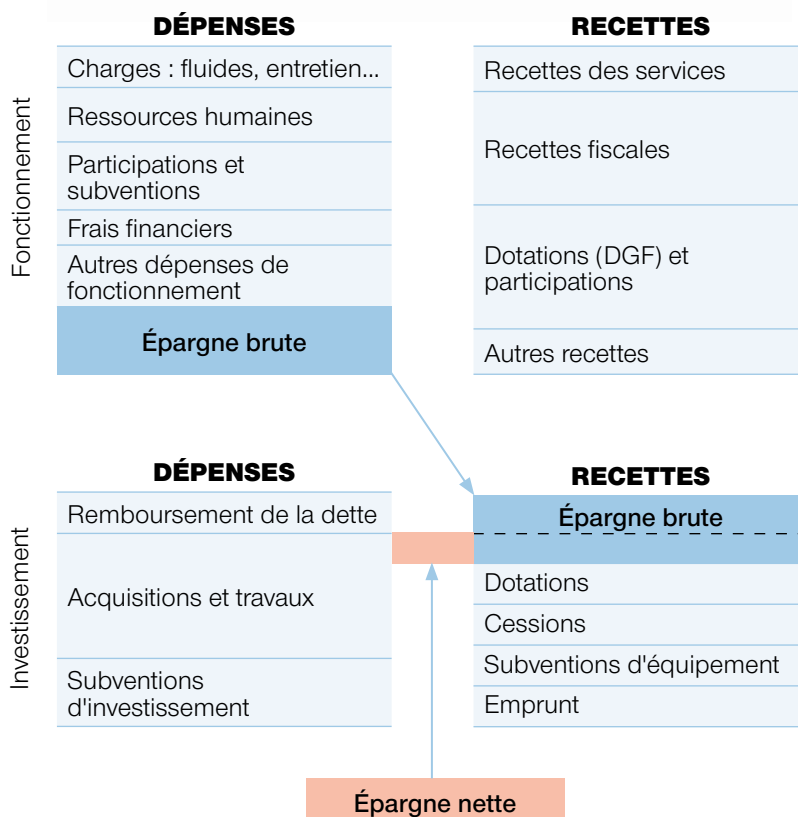 DÉPENSES
Charges : fluides, entretien...
Ressources humaines
Participations et
subventions
Frais financiers
Autres dépenses de
fonctionnement
Épargne brute
RECETTES
Recettes des services
Recettes fiscales
Dotations (DGF) et
participations
Autres recettes
Fonctionnement
DÉPENSES
Remboursement de la dette
Acquisitions et travaux
Subventions
d'investissement
RECETTES
Épargne brute
Dotations
Cessions
Subventions d'équipement
Emprunt
Investissement
Épargne nette